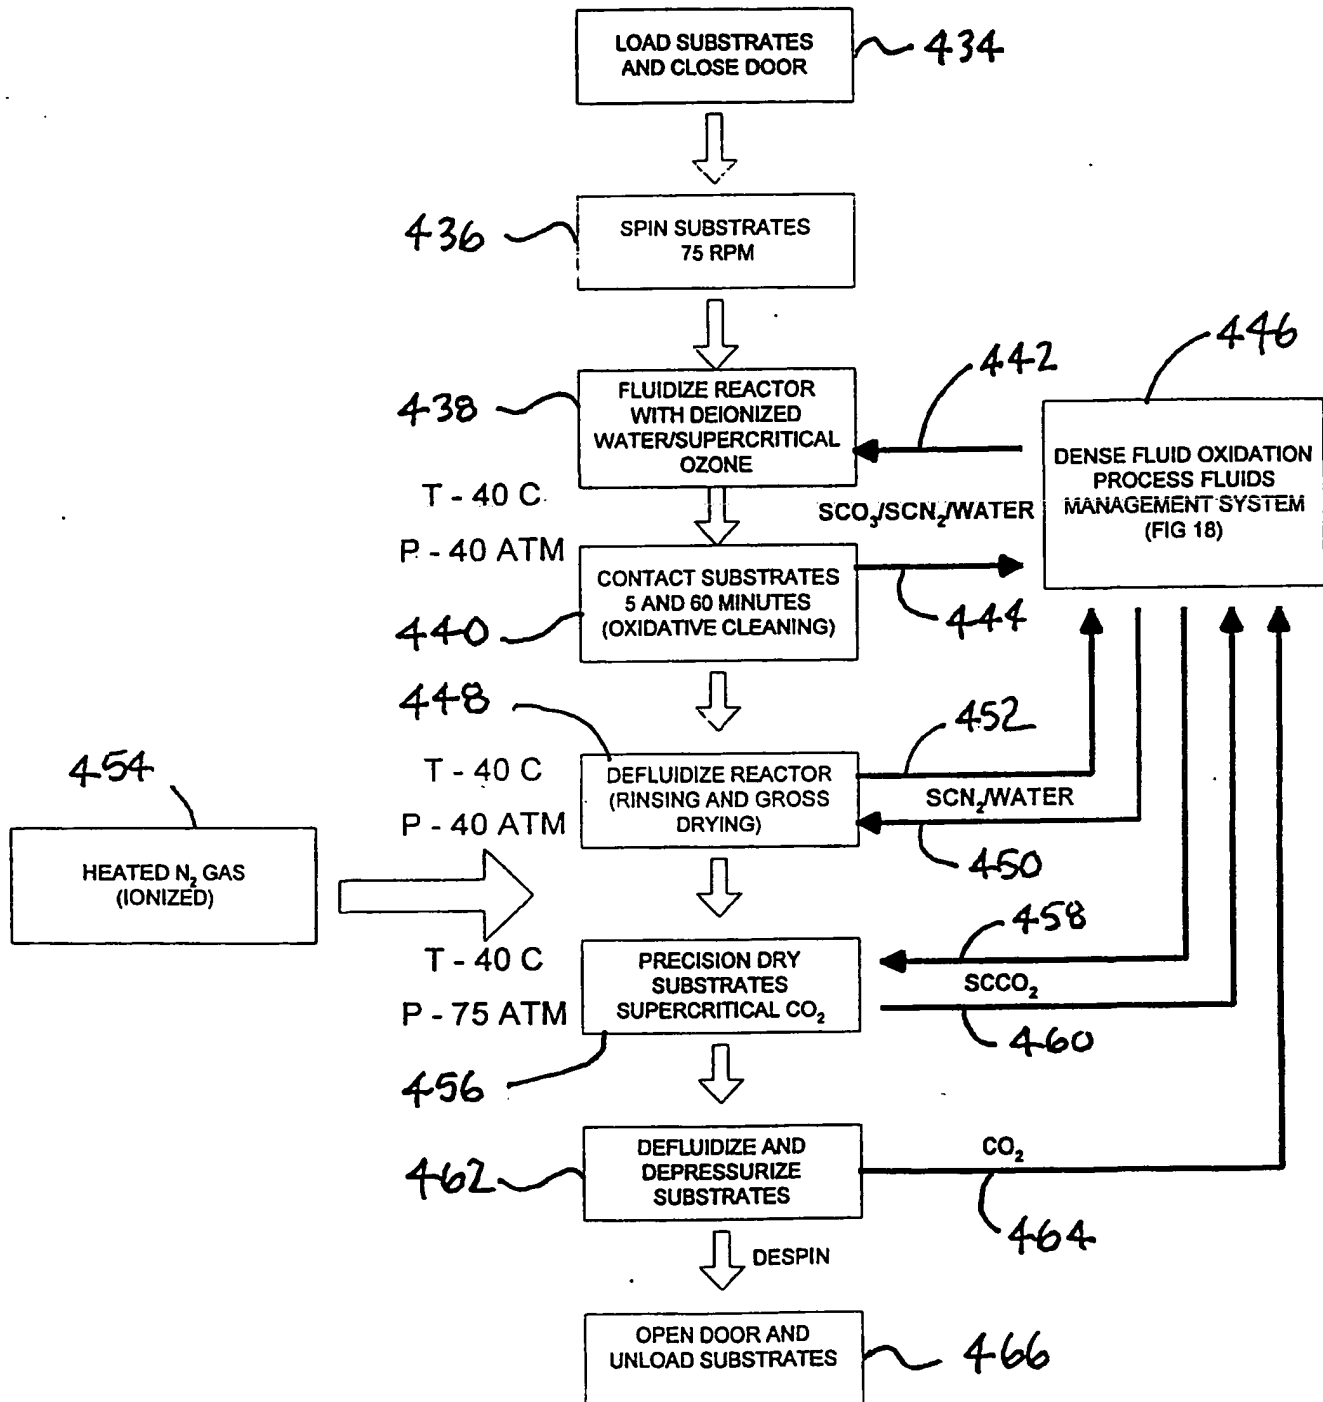 LOAD SUBSTRATES
AND CLOSE DOOR
434
SPIN SUBSTRATES
75 RPM
436
FLUIDIZE REACTOR
WITH DEIONIZED
WATER/SUPERCRITICAL
OZONE
438
442
446
DENSE FLUID OXIDATION
PROCESS FLUIDS
MANAGEMENT SYSTEM
(FIG 18)
T - 40 C
P - 40 ATM
SCO₃/SCN₂/WATER
CONTACT SUBSTRATES
5 AND 60 MINUTES
(OXIDATIVE CLEANING)
440
444
448
T - 40 C
P - 40 ATM
DEFLUIDIZE REACTOR
(RINSING AND GROSS
DRYING)
452
SCN₂/WATER
450
454
HEATED N₂ GAS
(IONIZED)
T - 40 C
P - 75 ATM
PRECISION DRY
SUBSTRATES
SUPERCRITICAL CO₂
458
SCCO₂
460
456
DEFLUIDIZE AND
DEPRESSURIZE
SUBSTRATES
462
CO₂
464
DESPIN
OPEN DOOR AND
UNLOAD SUBSTRATES
466